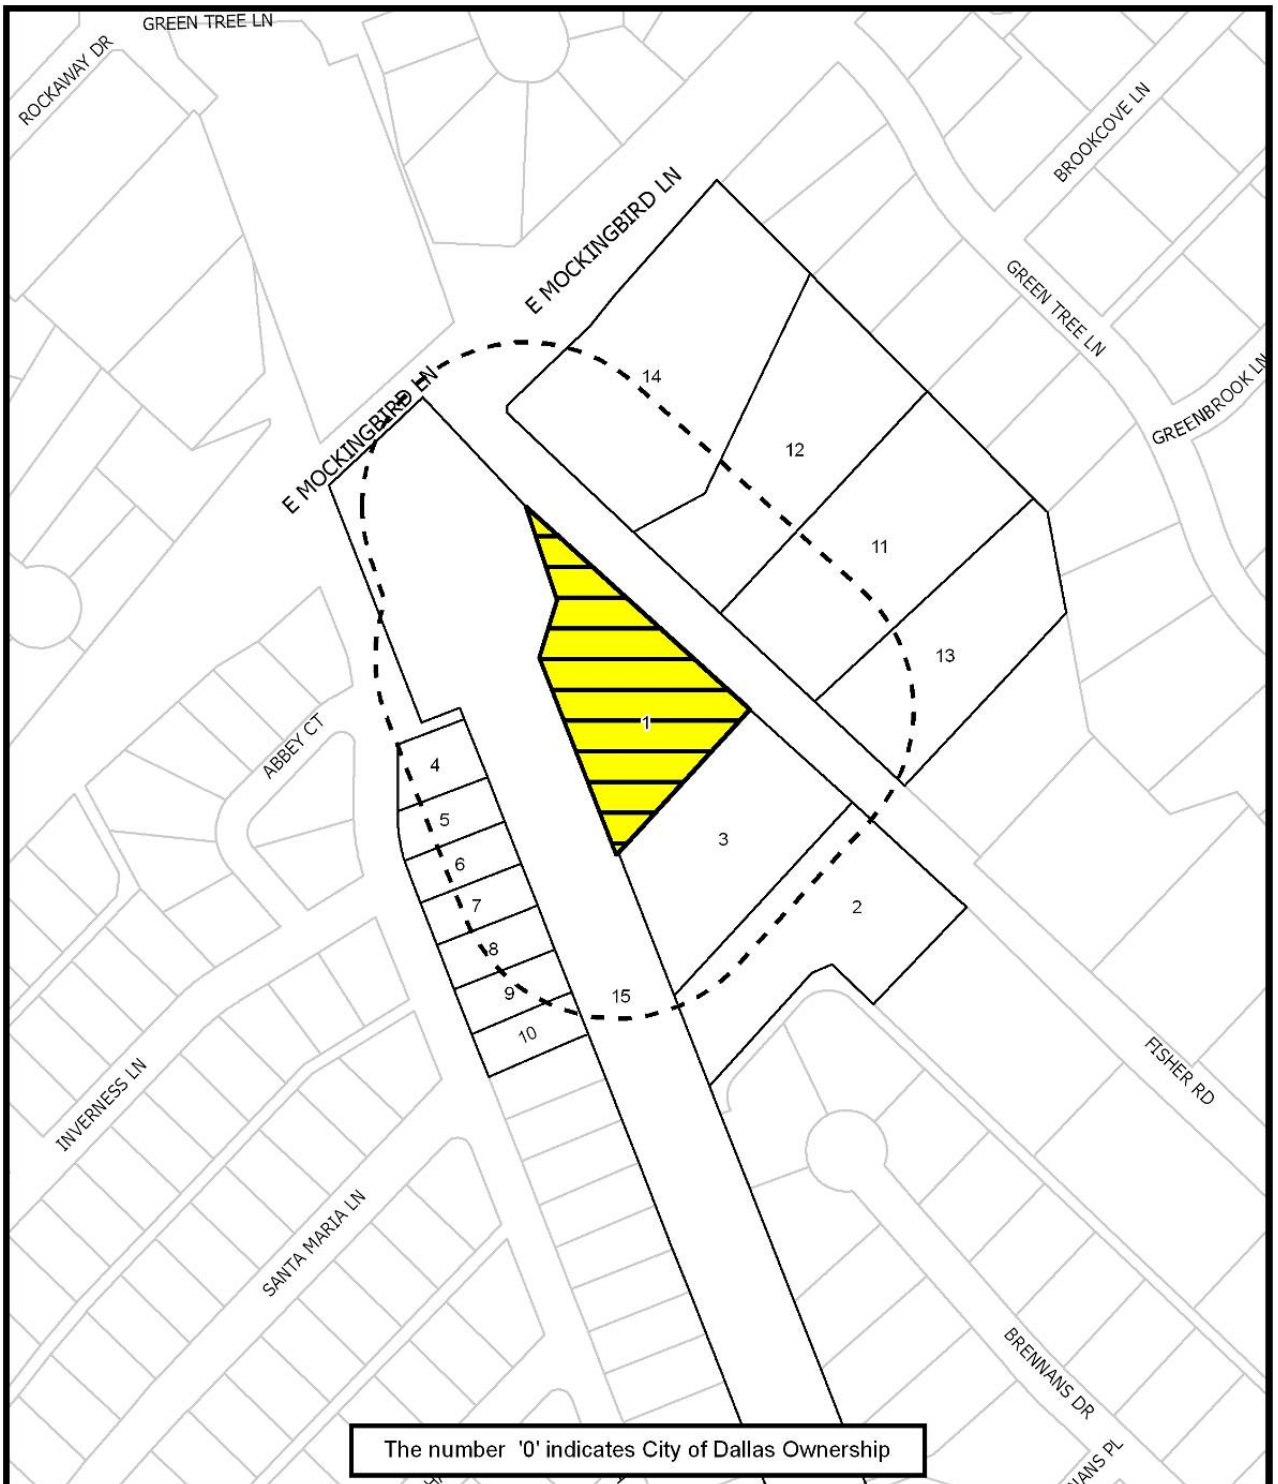 GREEN TREE LN
ROCKAWAY DR
BROOKCOVE LN
E MOCKINGBIRD LN
GREEN TREE LN
GREENBROOK LN
14
E MOCKINGBIRD LN
12
11
13
1
ABBEY CT
4
5
3
6
7
2
8
9
15
10
INVERNESS LN
FISHER RD
SANTA MARIA LN
BRENNANS DR
The number '0' indicates City of Dallas Ownership
NANS PL